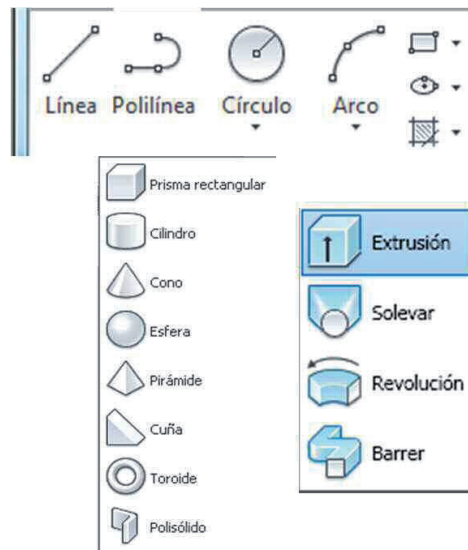 Línea Polilínea Círculo Arco
Prisma rectangular
Cilindro
Cono
Esfera
Pirámide
Cuña
Toroide
Polisólido
Extrusión
Solevar
Revolución
Barrer